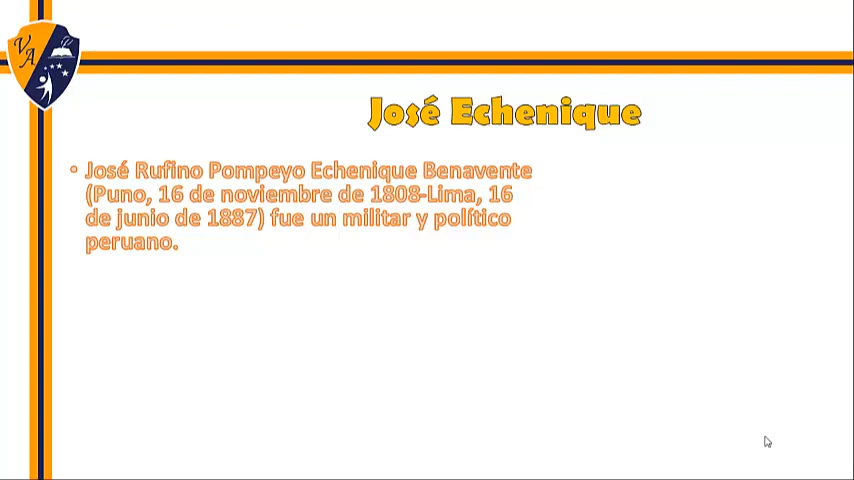 VA
José Echenique
• José Rufino Pompeyo Echenique Benavente
(Puno, 16 de noviembre de 1808-Lima, 16
de junio de 1887) fue un militar y político
peruano.